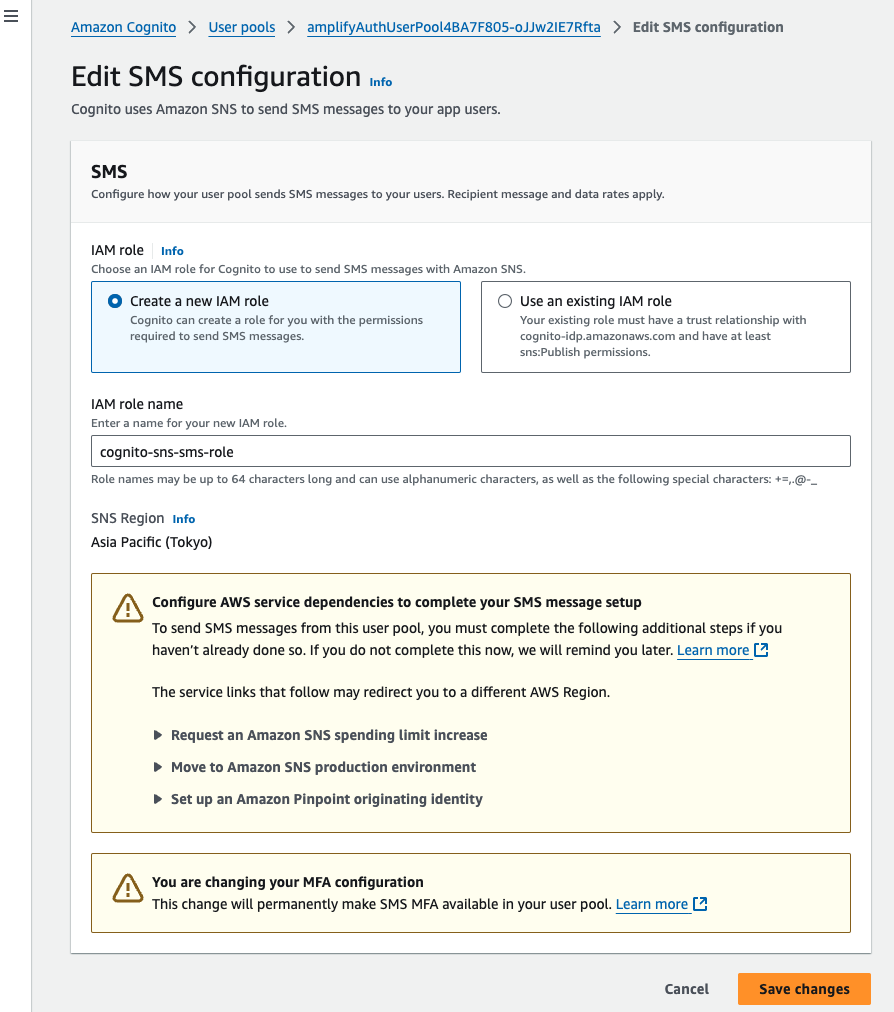 Amazon Cognito > User pools > amplifyAuthUserPool4BA7F805-oJJw2IE7Rfta > Edit SMS configuration
Edit SMS configuration Info
Cognito uses Amazon SNS to send SMS messages to your app users.
SMS
Configure how your user pool sends SMS messages to your users. Recipient message and data rates apply.
IAM role Info
Choose an IAM role for Cognito to use to send SMS messages with Amazon SNS.
Create a new IAM role
Cognito can create a role for you with the permissions
required to send SMS messages.
Use an existing IAM role
Your existing role must have a trust relationship with
cognito-idp.amazonaws.com and have at least
sns:Publish permissions.
IAM role name
Enter a name for your new IAM role.
cognito-sns-sms-role
Role names may be up to 64 characters long and can use alphanumeric characters, as well as the following special characters: +=,.@-_
SNS Region Info
Asia Pacific (Tokyo)
Configure AWS service dependencies to complete your SMS message setup
To send SMS messages from this user pool, you must complete the following additional steps if you
haven't already done so. If you do not complete this now, we will remind you later. Learn more
The service links that follow may redirect you to a different AWS Region.
Request an Amazon SNS spending limit increase
Move to Amazon SNS production environment
Set up an Amazon Pinpoint originating identity
You are changing your MFA configuration
This change will permanently make SMS MFA available in your user pool. Learn more
Cancel
Save changes